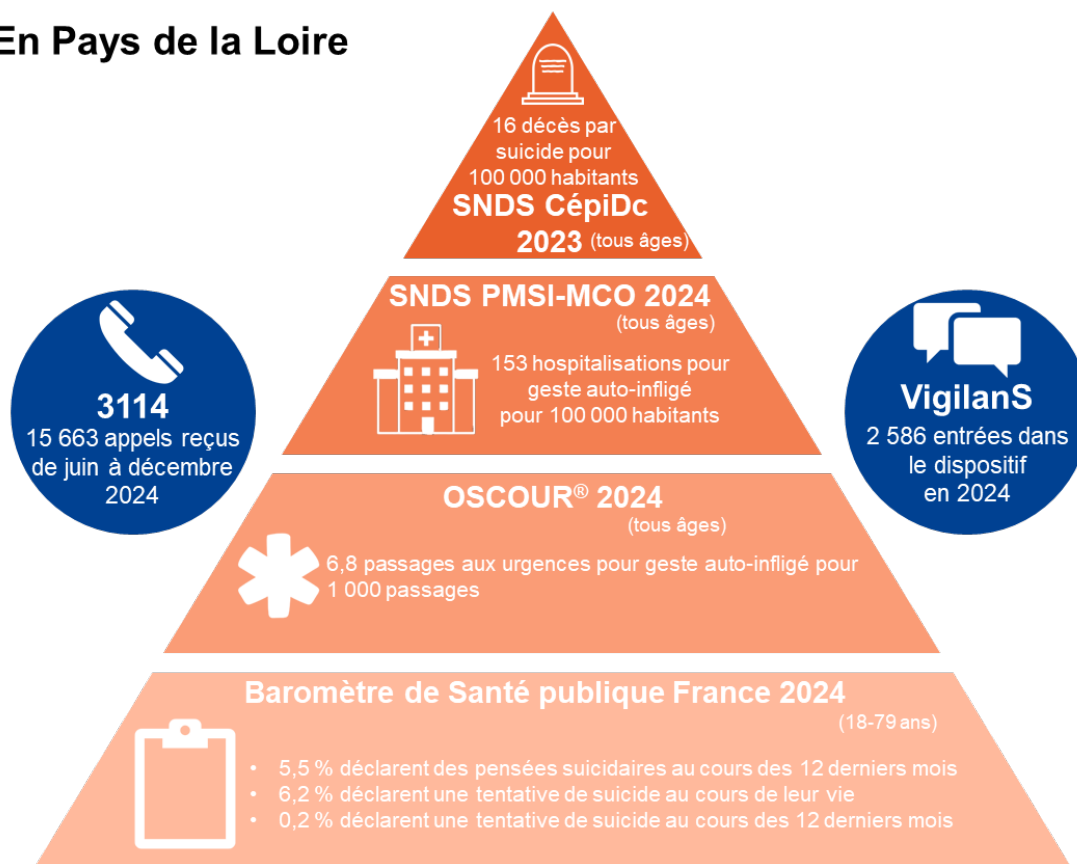 En Pays de la Loire
16 décès par
suicide pour
100 000 habitants
SNDS CépiDc
2023 (tous âges)
SNDS PMSI-MCO 2024
(tous âges)
153 hospitalisations pour
geste auto-infligé
pour 100 000 habitants
3114
15 663 appels reçus
de juin à décembre
2024
VigilanS
2 586 entrées dans
le dispositif
en 2024
OSCOUR® 2024
(tous âges)
6,8 passages aux urgences pour geste auto-infligé pour
1 000 passages
Baromètre de Santé publique France 2024
(18-79 ans)
• 5,5 % déclarent des pensées suicidaires au cours des 12 derniers mois
• 6,2 % déclarent une tentative de suicide au cours de leur vie
• 0,2 % déclarent une tentative de suicide au cours des 12 derniers mois